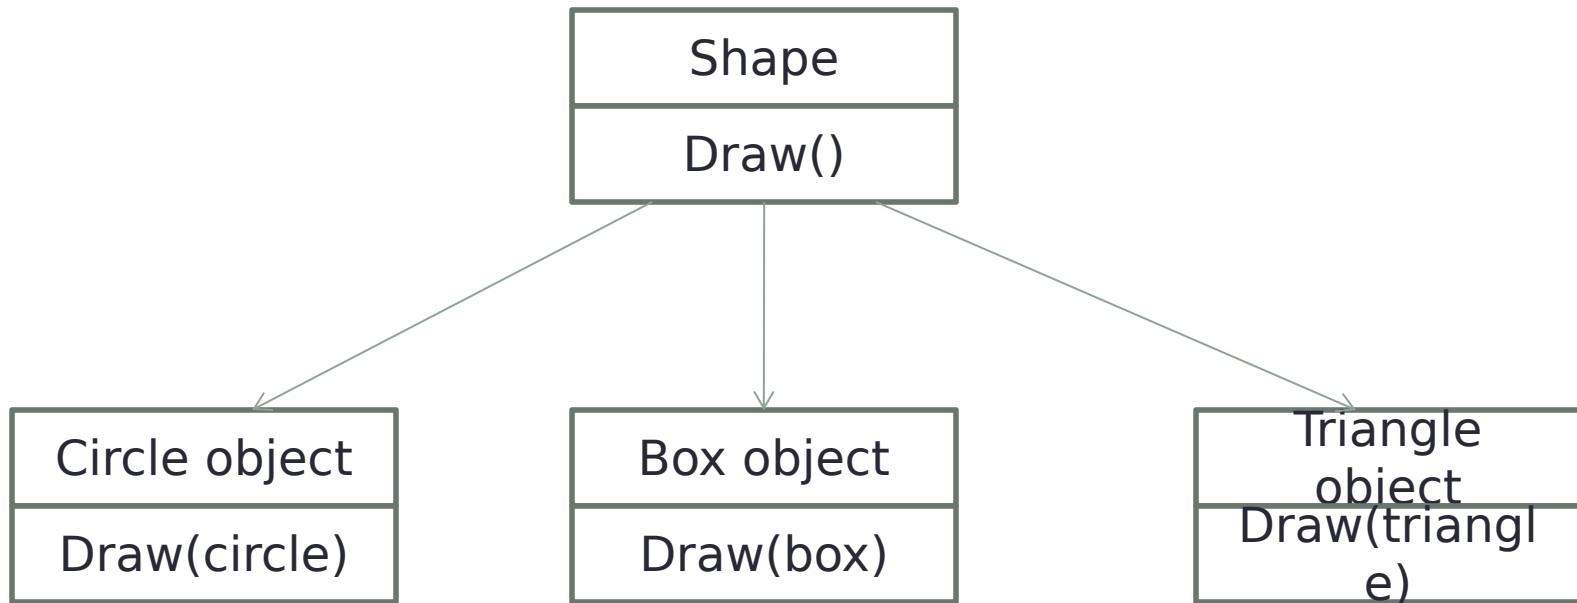 Shape
Draw()
Circle object
Box object
Triangle
object
Draw(circle)
Draw(box)
Draw(triangl
e)